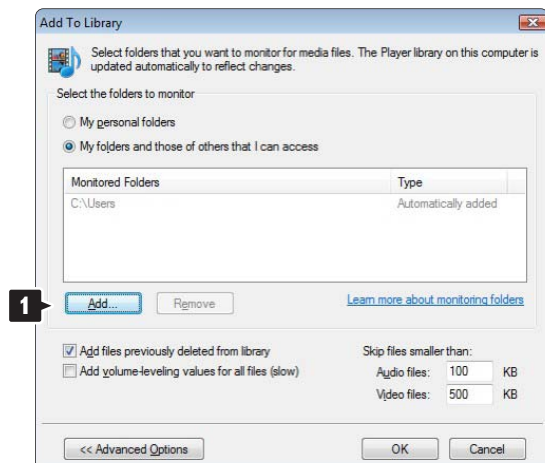 Add To Library
Select folders that you want to monitor for media files. The Player library on this computer is
updated automatically to reflect changes.
Select the folders to monitor
My personal folders
My folders and those of others that I can access
Monitored Folders Type
C:\Users Automatically added
1 Add... Remove Learn more about monitoring folders
Add files previously deleted from library
Add volume-leveling values for all files (slow)
Skip files smaller than:
Audio files: 100 KB
Video files: 500 KB
<< Advanced Options OK Cancel